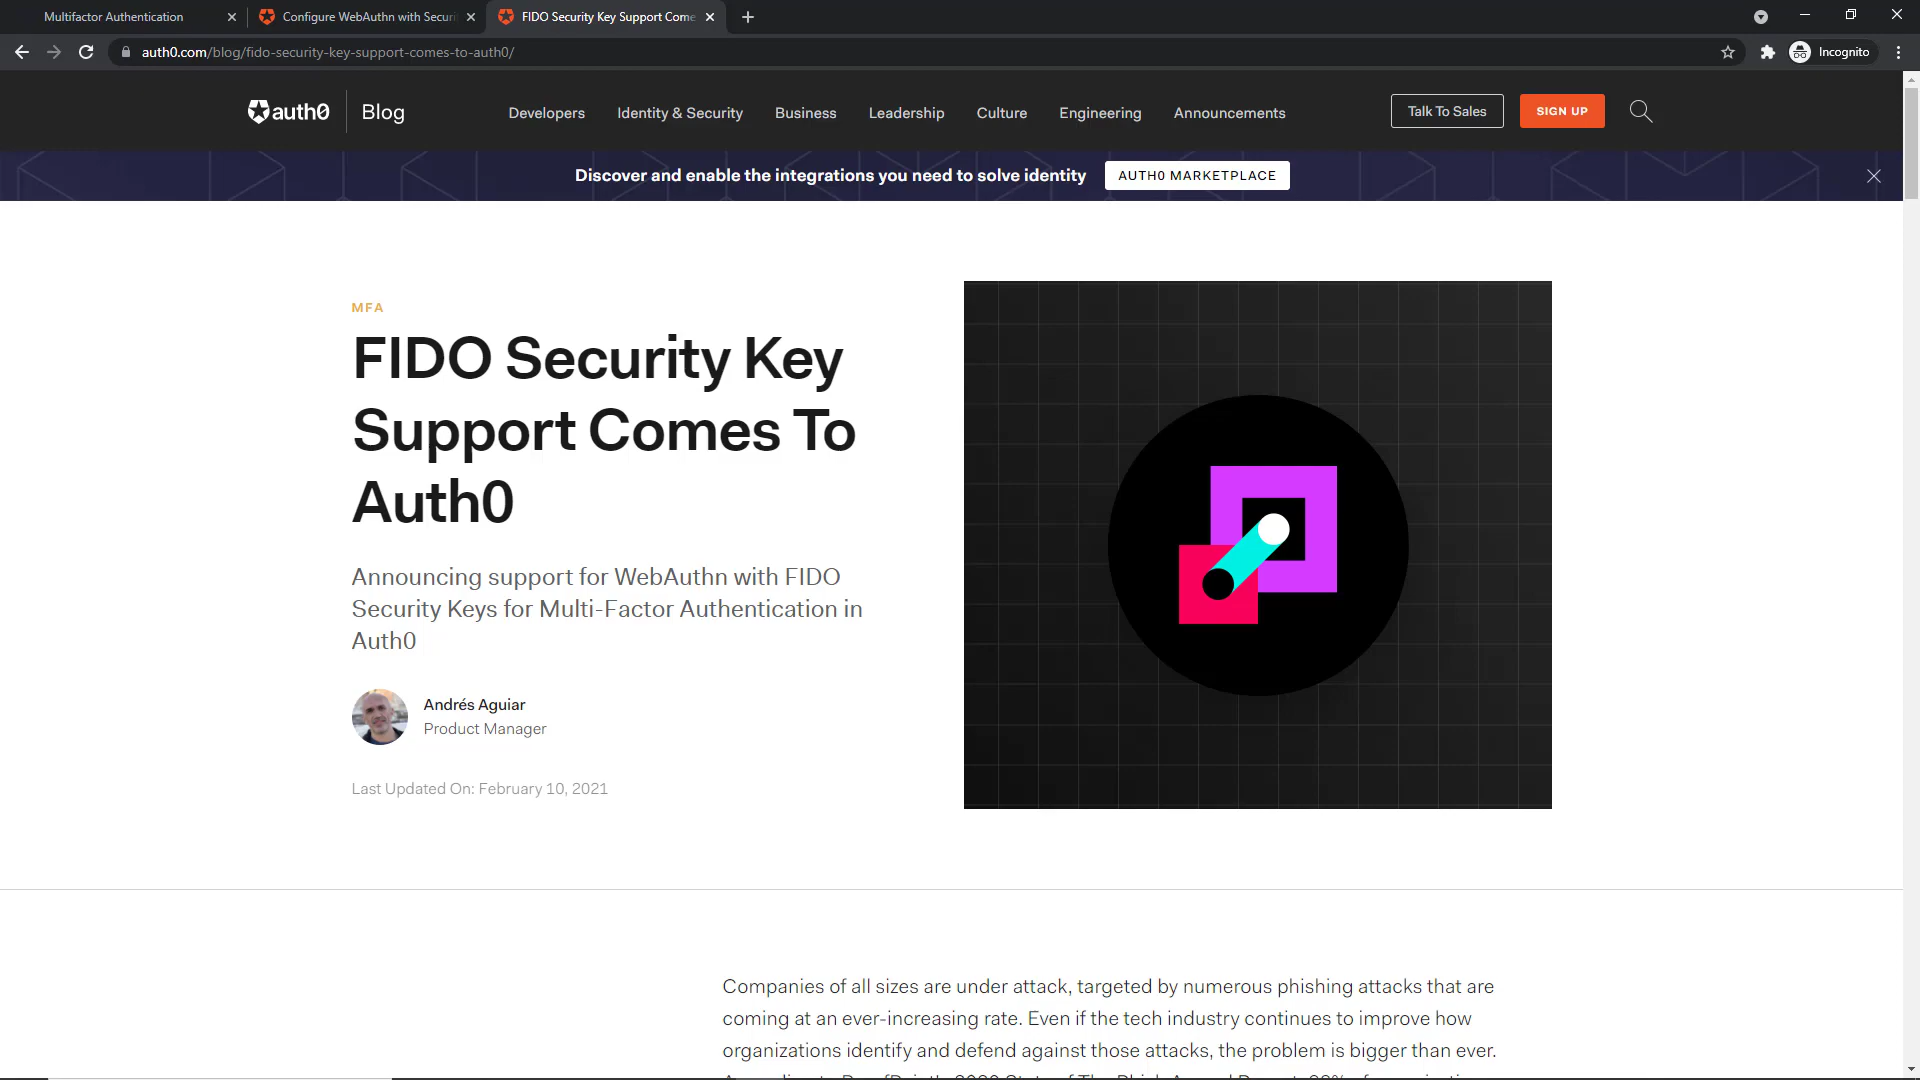 Multifactor Authentication
Configure WebAuthn with Securi
FIDO Security Key Support Come
auth0.com/blog/fido-security-key-support-comes-to-auth0/
Incognito
auth0
Blog
Developers
Identity & Security
Business
Leadership
Culture
Engineering
Announcements
Talk To Sales
SIGN UP
Discover and enable the integrations you need to solve identity
AUTH0 MARKETPLACE
MFA
FIDO Security Key
Support Comes To
Auth0
Announcing support for WebAuthn with FIDO
Security Keys for Multi-Factor Authentication in
Auth0
Andrés Aguiar
Product Manager
Last Updated On: February 10, 2021
Companies of all sizes are under attack, targeted by numerous phishing attacks that are
coming at an ever-increasing rate. Even if the tech industry continues to improve how
organizations identify and defend against those attacks, the problem is bigger than ever.